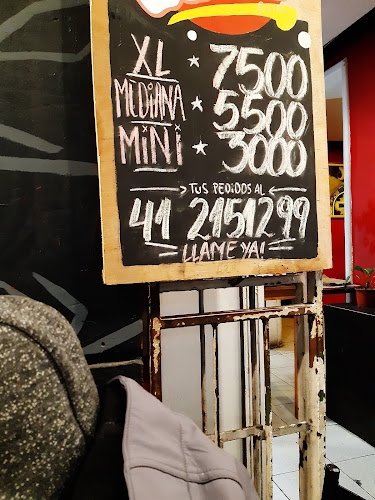 XL * 7500
MEDIANA * 5500
MINI * 3000
TUS PEDIDOS AL
41 2151299
LLAME YA!